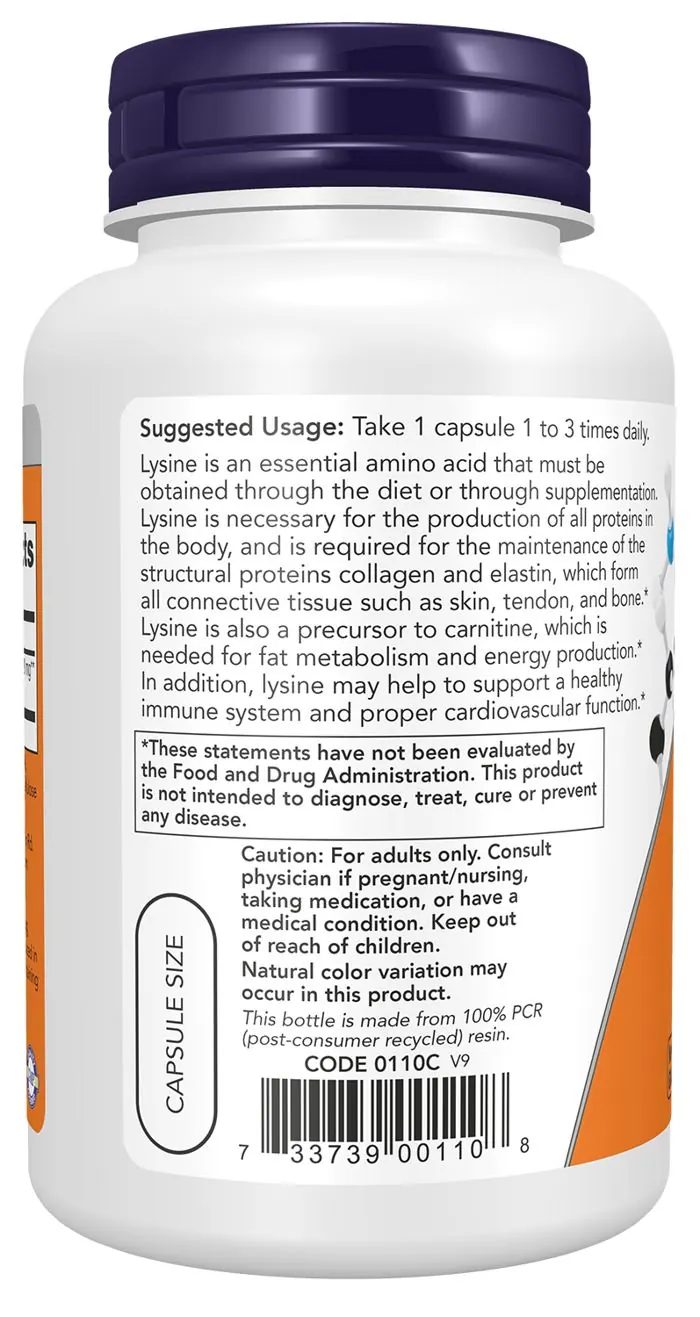 Suggested Usage: Take 1 capsule 1 to 3 times daily.
Lysine is an essential amino acid that must be
obtained through the diet or through supplementation.
Lysine is necessary for the production of all proteins in
the body, and is required for the maintenance of the
structural proteins collagen and elastin, which form
all connective tissue such as skin, tendon, and bone.*
Lysine is also a precursor to carnitine, which is
needed for fat metabolism and energy production.*
In addition, lysine may help to support a healthy
immune system and proper cardiovascular function.*
*These statements have not been evaluated by
the Food and Drug Administration. This product
is not intended to diagnose, treat, cure or prevent
any disease.
Caution: For adults only. Consult
physician if pregnant/nursing,
taking medication, or have a
medical condition. Keep out
of reach of children.
Natural color variation may
occur in this product.
This bottle is made from 100% PCR
(post-consumer recycled) resin.
CODE 0110C V9
7 33739 00110 8
CAPSULE SIZE